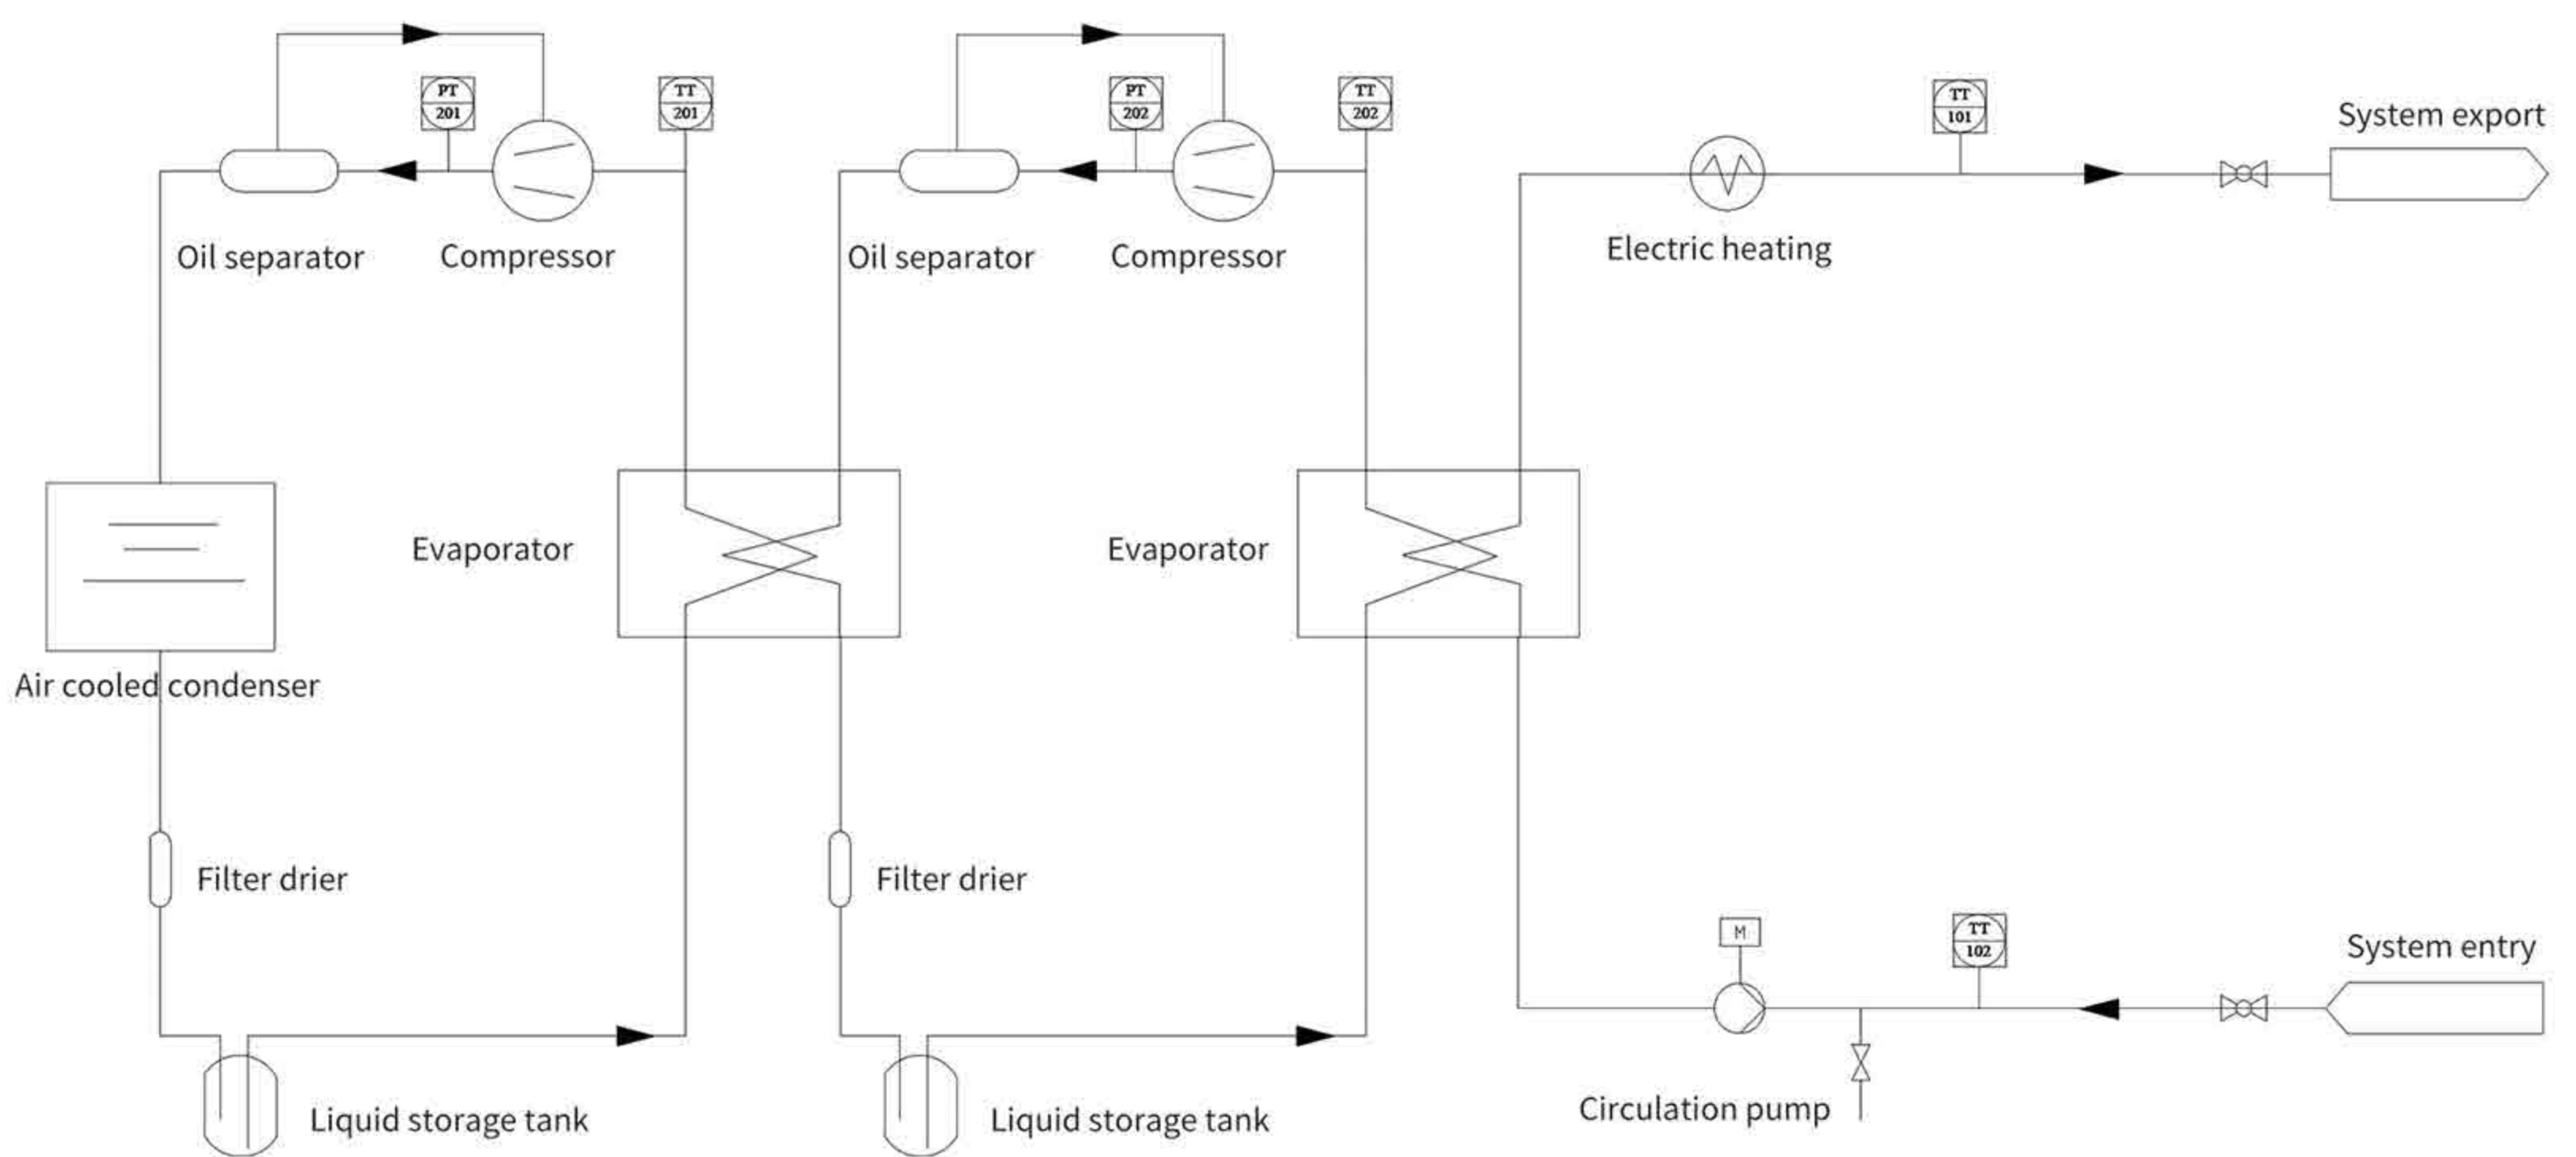 PT
201
TT
201
PT
202
TT
202
TT
101
System export
Oil separator
Compressor
Oil separator
Compressor
Electric heating
Evaporator
Evaporator
Air cooled condenser
Filter drier
Filter drier
M
TT
102
System entry
Liquid storage tank
Liquid storage tank
Circulation pump